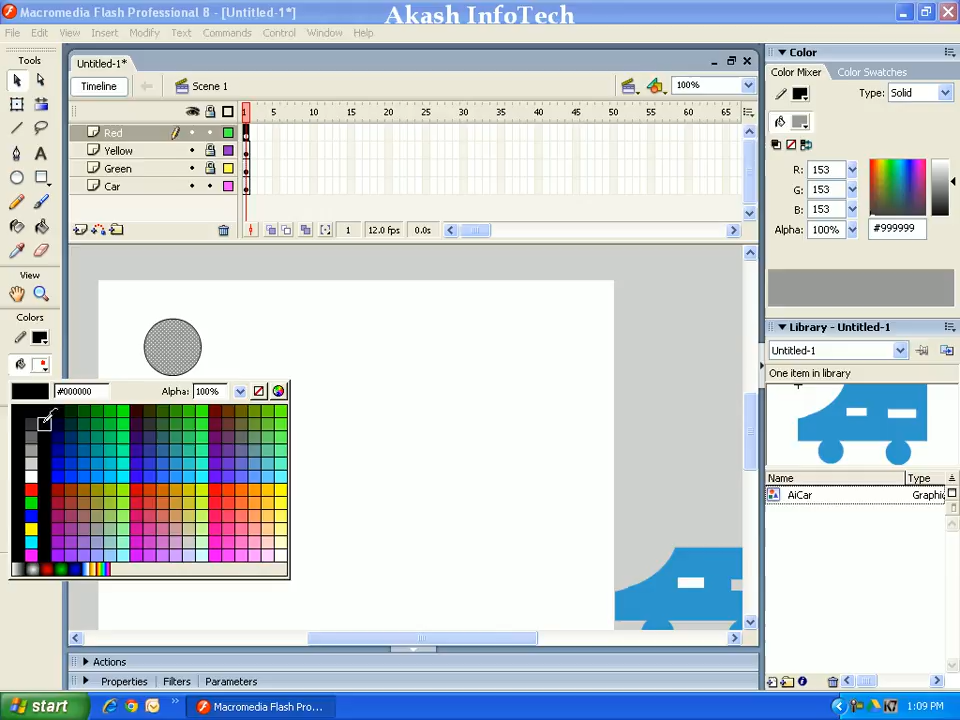 Macromedia Flash Professional 8 - [Untitled-1*]
Akash InfoTech
File Edit View Insert Modify Text Commands Control Window Help
Tools
View
Colors
Untitled-1*
Timeline
Scene 1
100%
1 5 10 15 20 25 30 35 40 45 50 55 60 65
Red
Yellow
Green
Car
1 12.0 fps 0.0s
#000000
Alpha: 100%
Actions
Properties Filters Parameters
Color
Color Mixer Color Swatches
Type: Solid
R: 153
G: 153
B: 153
Alpha: 100% #999999
Library - Untitled-1
Untitled-1
One item in library
Name Type
AiCar Graphic
start
Macromedia Flash Pro...
1:09 PM